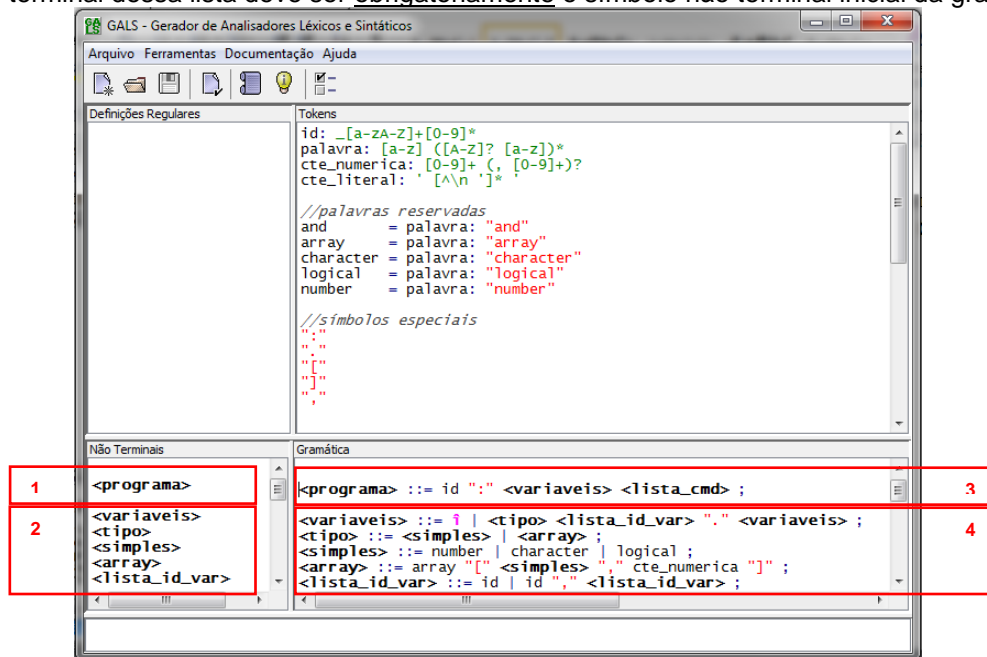 terminal dessa lista deve ser obrigatoriamente o símbolo não terminal inicial da gra
GALS - Gerador de Analisadores Léxicos e Sintáticos
Arquivo Ferramentas Documentação Ajuda
Definições Regulares
Tokens
id: _[a-zA-Z]+[0-9]*
palavra: [a-z] ([A-Z]? [a-z])*
cte_numerica: [0-9]+ (, [0-9]+)?
cte_literal: ' [^\n ']* '
//palavras reservadas
and = palavra: "and"
array = palavra: "array"
character = palavra: "character"
logical = palavra: "logical"
number = palavra: "number"
//símbolos especiais
":"
"."
"["
"]"
","
Não Terminais
Gramática
1
<programa>
<programa> ::= id ":" <variaveis> <lista_cmd> ;
3
2
<variaveis>
<tipo>
<simples>
<array>
<lista_id_var>
<variaveis> ::= î | <tipo> <lista_id_var> "." <variaveis> ;
<tipo> ::= <simples> | <array> ;
<simples> ::= number | character | logical ;
<array> ::= array "[" <simples> "," cte_numerica "]" ;
<lista_id_var> ::= id | id "," <lista_id_var> ;
4